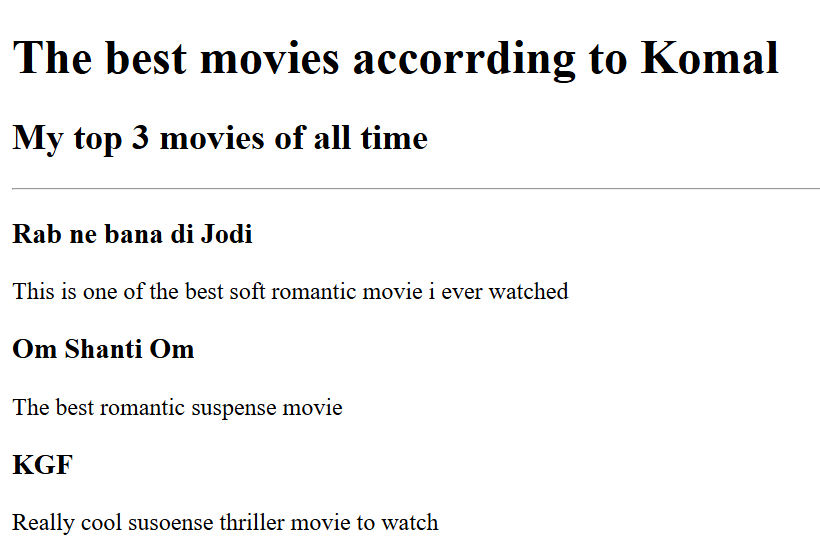 The best movies accorrding to Komal
My top 3 movies of all time
Rab ne bana di Jodi
This is one of the best soft romantic movie i ever watched
Om Shanti Om
The best romantic suspense movie
KGF
Really cool susoense thriller movie to watch